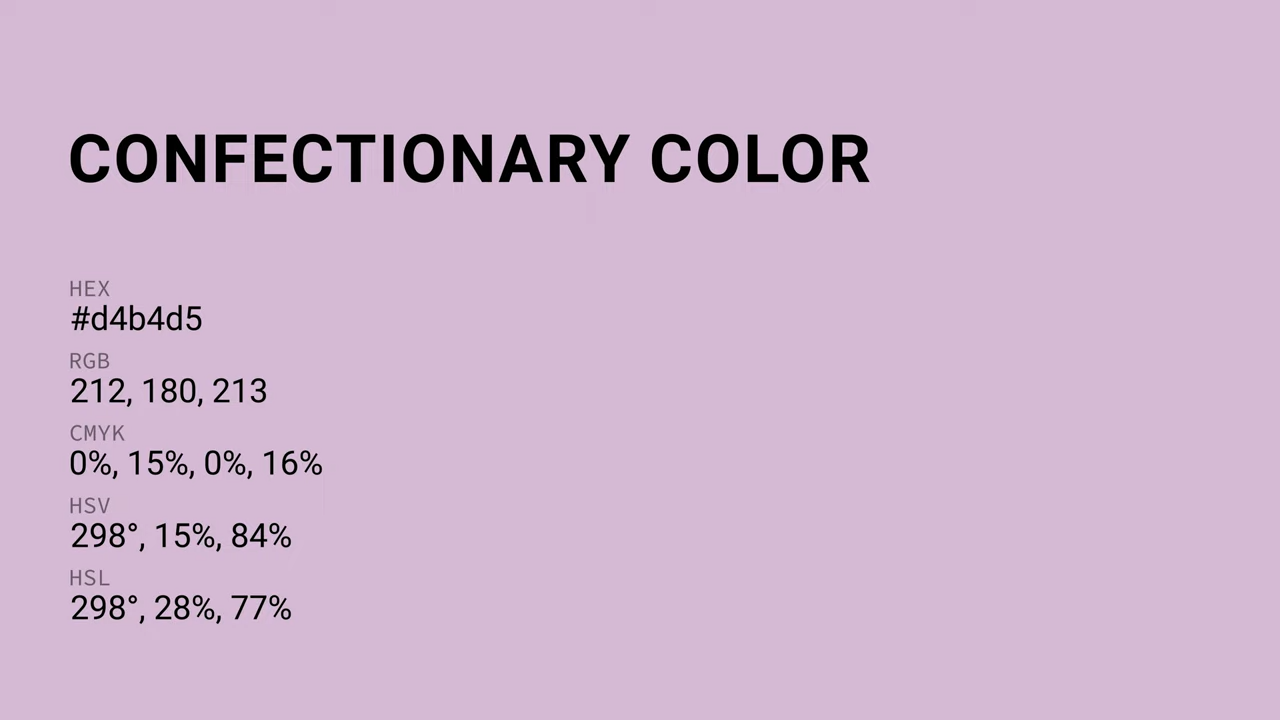 CONFECTIONARY COLOR
HEX
#d4b4d5
RGB
212, 180, 213
CMYK
0%, 15%, 0%, 16%
HSV
298°, 15%, 84%
HSL
298°, 28%, 77%